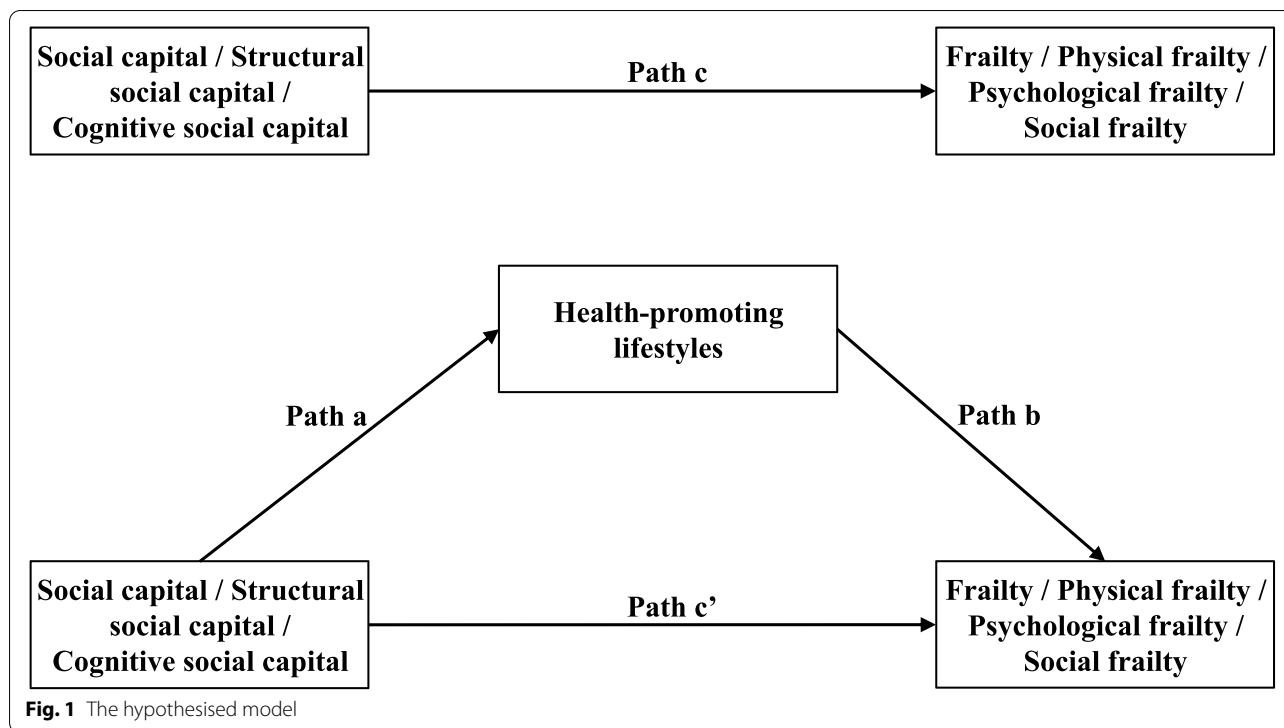 Social capital / Structural
social capital /
Cognitive social capital
Path c
Frailty / Physical frailty /
Psychological frailty /
Social frailty
Health-promoting
lifestyles
Path a
Path b
Social capital / Structural
social capital /
Cognitive social capital
Path c’
Frailty / Physical frailty /
Psychological frailty /
Social frailty
Fig. 1 The hypothesised model